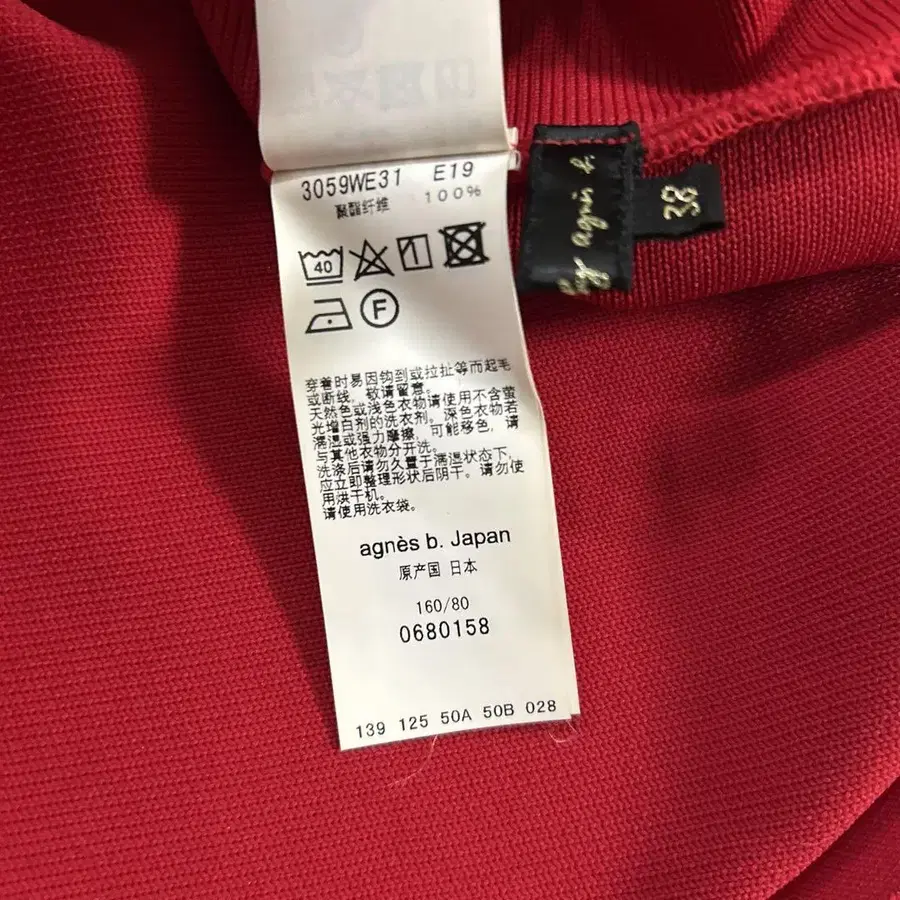 3059WE31 E19
聚酯纤维 100%
40
F
穿着时易因钩到或拉扯等而起毛
或断线。敬请留意。
天然色或浅色衣物请使用不含萤
光增白剂的洗衣剂。深色衣物若
濡湿或强力摩擦，可能移色，请
与其他衣物分开洗。
洗涤后请勿久置于濡湿状态下，
应立即整理形状后阴干。请勿使
用烘干机。
请使用洗衣袋。
agnès b. Japan
原产国 日本
160/80
0680158
139 125 50A 50B 028
agnès b.
38